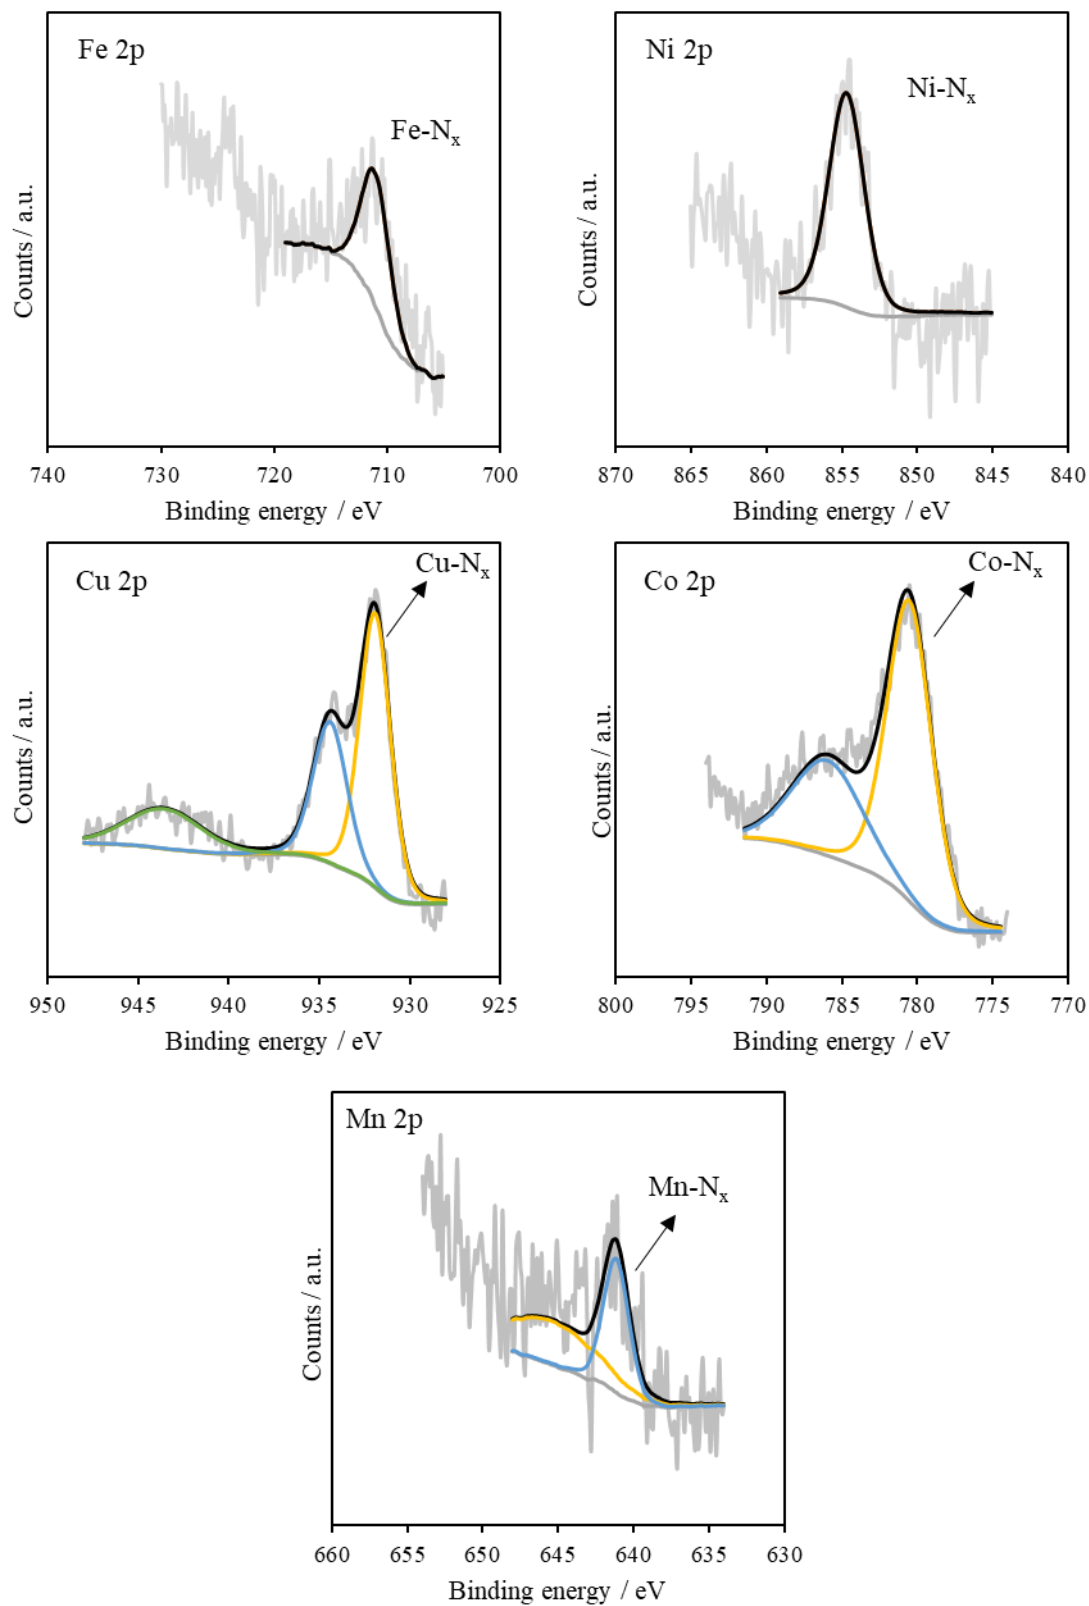 Fe 2p
Fe-Nx
Counts / a.u.
740 730 720 710 700
Binding energy / eV
Ni 2p
Ni-Nx
Counts / a.u.
870 865 860 855 850 845 840
Binding energy / eV
Cu 2p
Cu-Nx
Counts / a.u.
950 945 940 935 930 925
Binding energy / eV
Co 2p
Co-Nx
Counts / a.u.
800 795 790 785 780 775 770
Binding energy / eV
Mn 2p
Mn-Nx
Counts / a.u.
660 655 650 645 640 635 630
Binding energy / eV